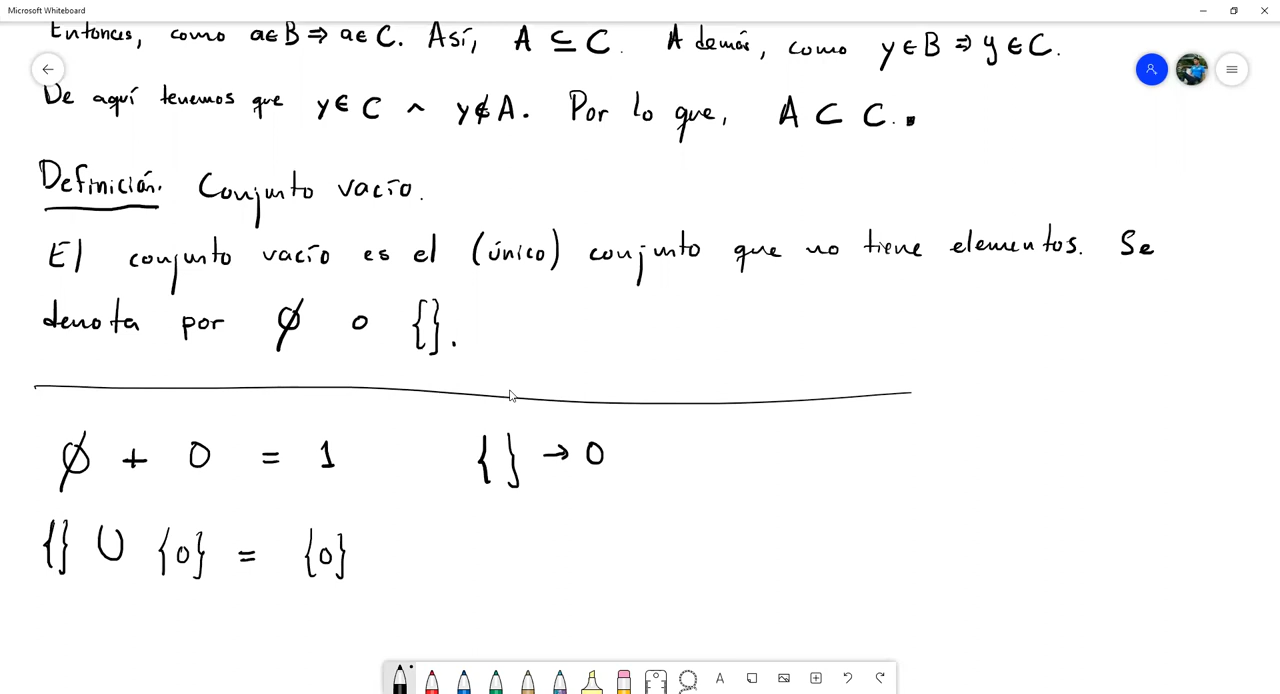 Microsoft Whiteboard
Entonces, como a∈B ⇒ a∈C. Así, A ⊆ C. Además, como y∈B ⇒ y∈C.
De aquí tenemos que y∈C ∧ y∉A. Por lo que, A ⊂ C.▪
Definición. Conjunto vacío.
El conjunto vacío es el (único) conjunto que no tiene elementos. Se
denota por ∅ o {}.
∅ + 0 = 1 { } → 0
{} ∪ {0} = {0}
A